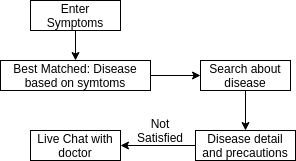 Enter
Symptoms
Best Matched: Disease
based on symtoms
Search about
disease
Not
Satisfied
Live Chat with
doctor
Disease detail
and precautions